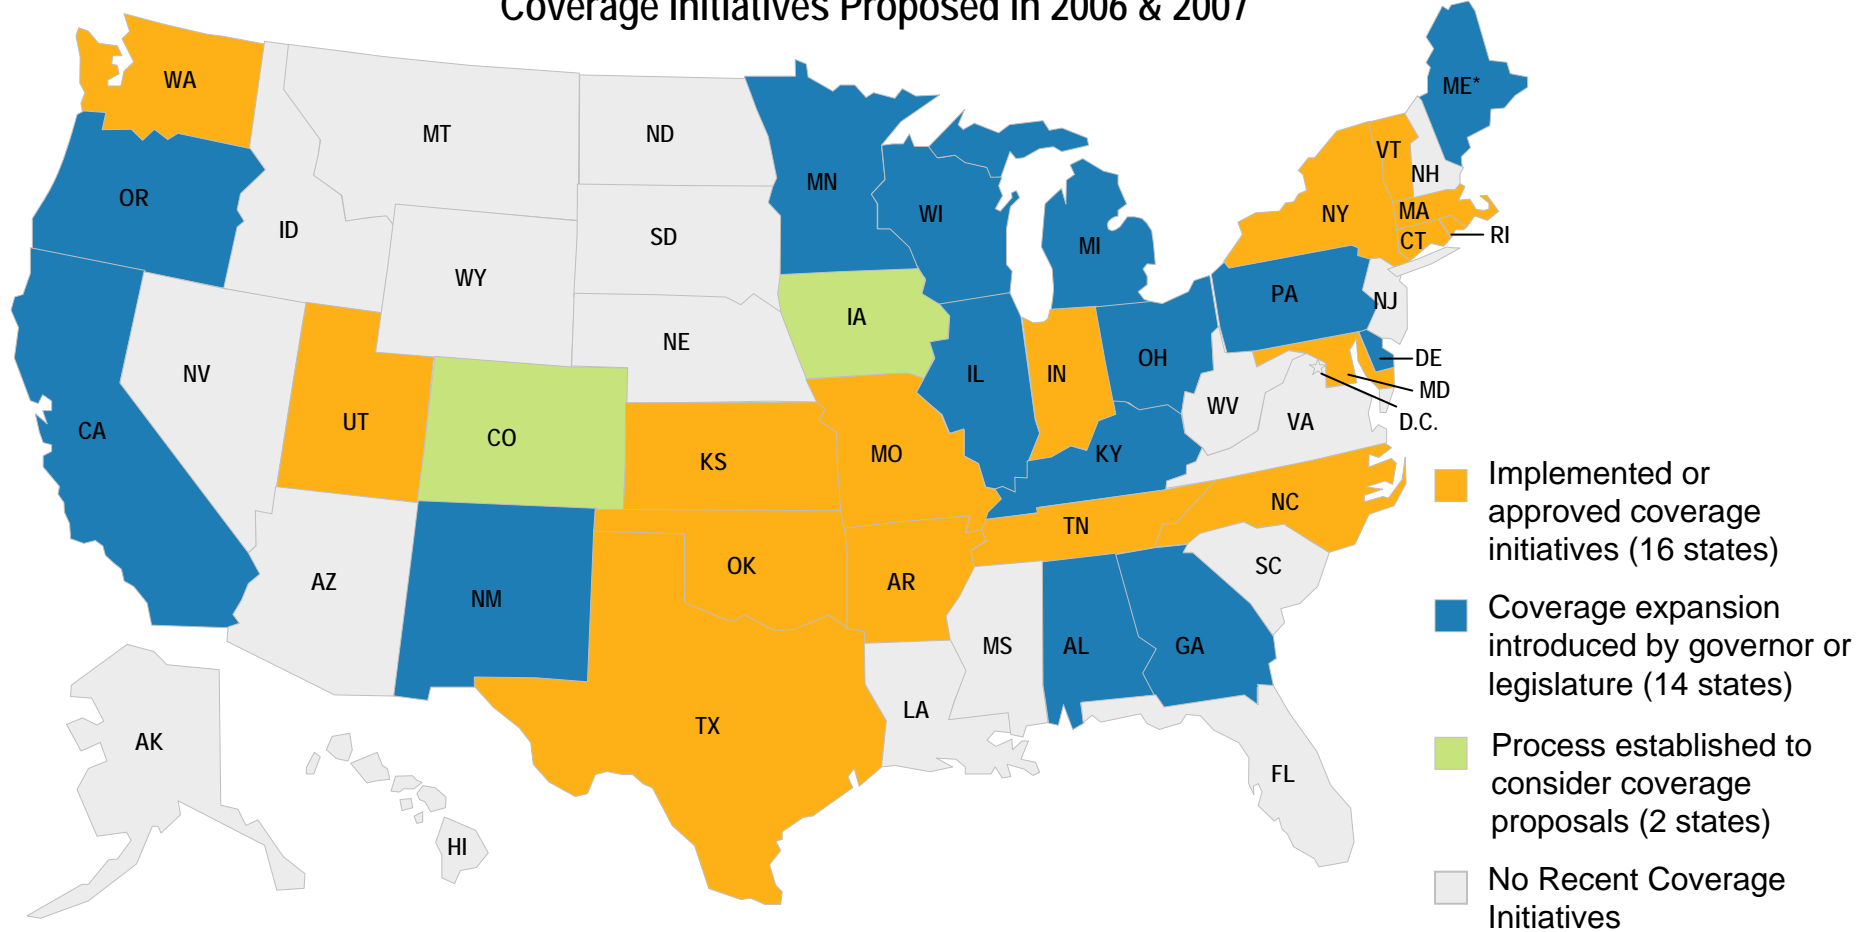 Coverage Initiatives Proposed in 2006 & 2007
WA
MT
ND
ME*
OR
MN
VT
NH
ID
SD
WI
NY
MA
RI
CT
MI
WY
PA
NJ
IA
NE
OH
DE
NV
IL
IN
MD
UT
CO
WV
VA
D.C.
CA
KS
MO
KY
NC
TN
AZ
NM
OK
AR
SC
MS
AL
GA
TX
LA
AK
FL
HI
Implemented or
approved coverage
initiatives (16 states)
Coverage expansion
introduced by governor or
legislature (14 states)
Process established to
consider coverage
proposals (2 states)
No Recent Coverage
Initiatives